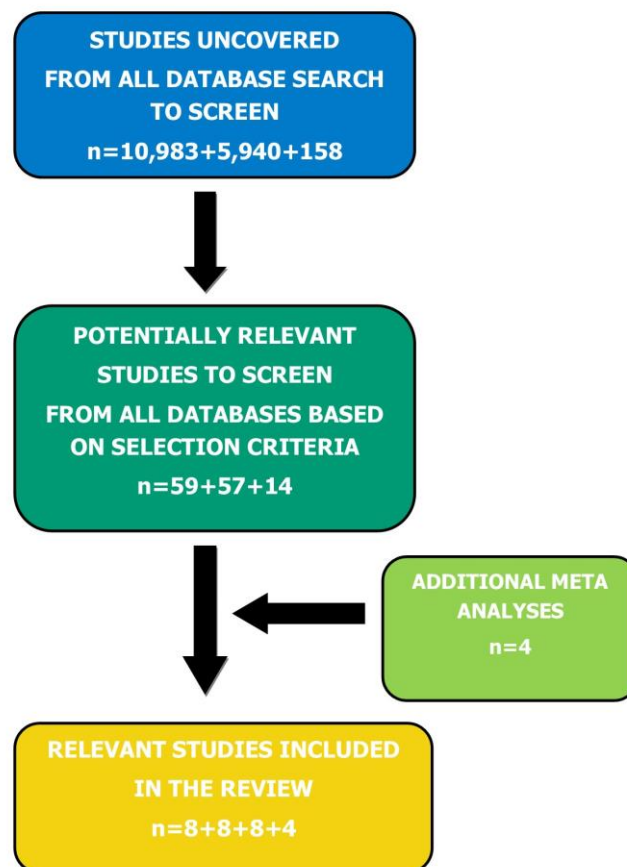 STUDIES UNCOVERED
FROM ALL DATABASE SEARCH
TO SCREEN
n=10,983+5,940+158
POTENTIALLY RELEVANT
STUDIES TO SCREEN
FROM ALL DATABASES BASED
ON SELECTION CRITERIA
n=59+57+14
ADDITIONAL META
ANALYSES
n=4
RELEVANT STUDIES INCLUDED
IN THE REVIEW
n=8+8+8+4